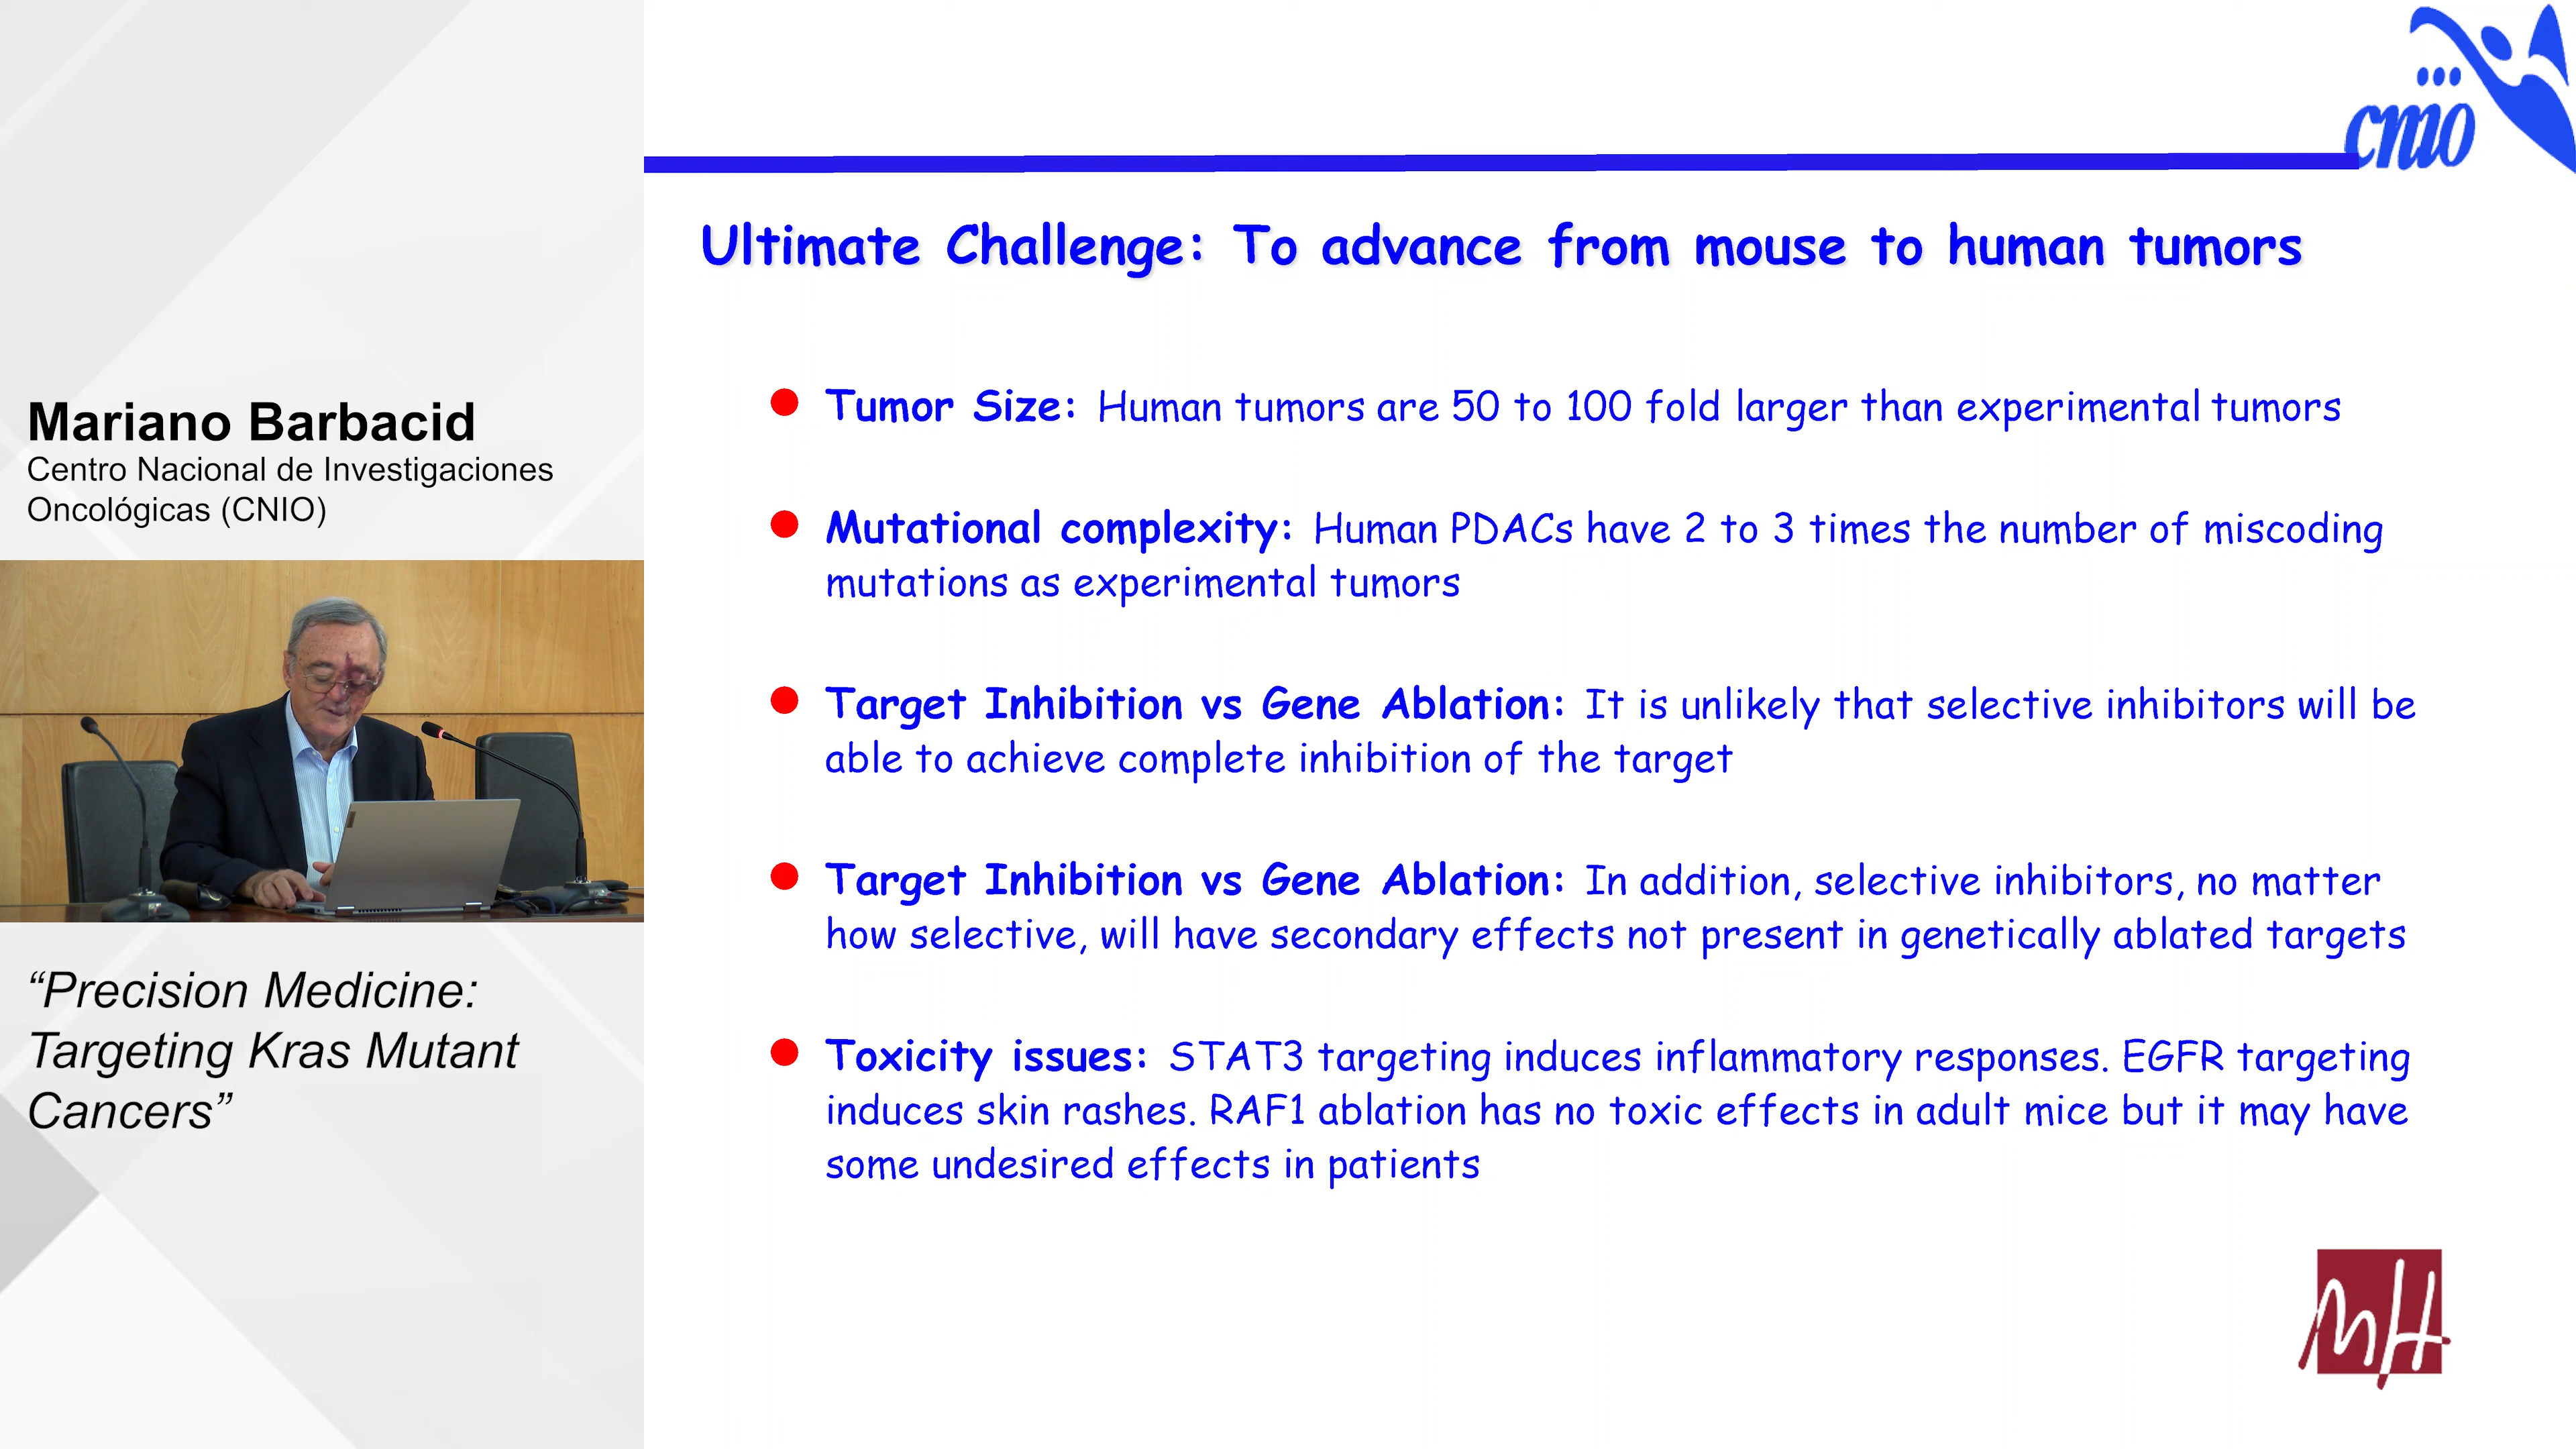 Mariano Barbacid
Centro Nacional de Investigaciones
Oncológicas (CNIO)
“Precision Medicine:
Targeting Kras Mutant
Cancers”
cnio
Ultimate Challenge: To advance from mouse to human tumors
Tumor Size: Human tumors are 50 to 100 fold larger than experimental tumors
Mutational complexity: Human PDACs have 2 to 3 times the number of miscoding
mutations as experimental tumors
Target Inhibition vs Gene Ablation: It is unlikely that selective inhibitors will be
able to achieve complete inhibition of the target
Target Inhibition vs Gene Ablation: In addition, selective inhibitors, no matter
how selective, will have secondary effects not present in genetically ablated targets
Toxicity issues: STAT3 targeting induces inflammatory responses. EGFR targeting
induces skin rashes. RAF1 ablation has no toxic effects in adult mice but it may have
some undesired effects in patients
MH